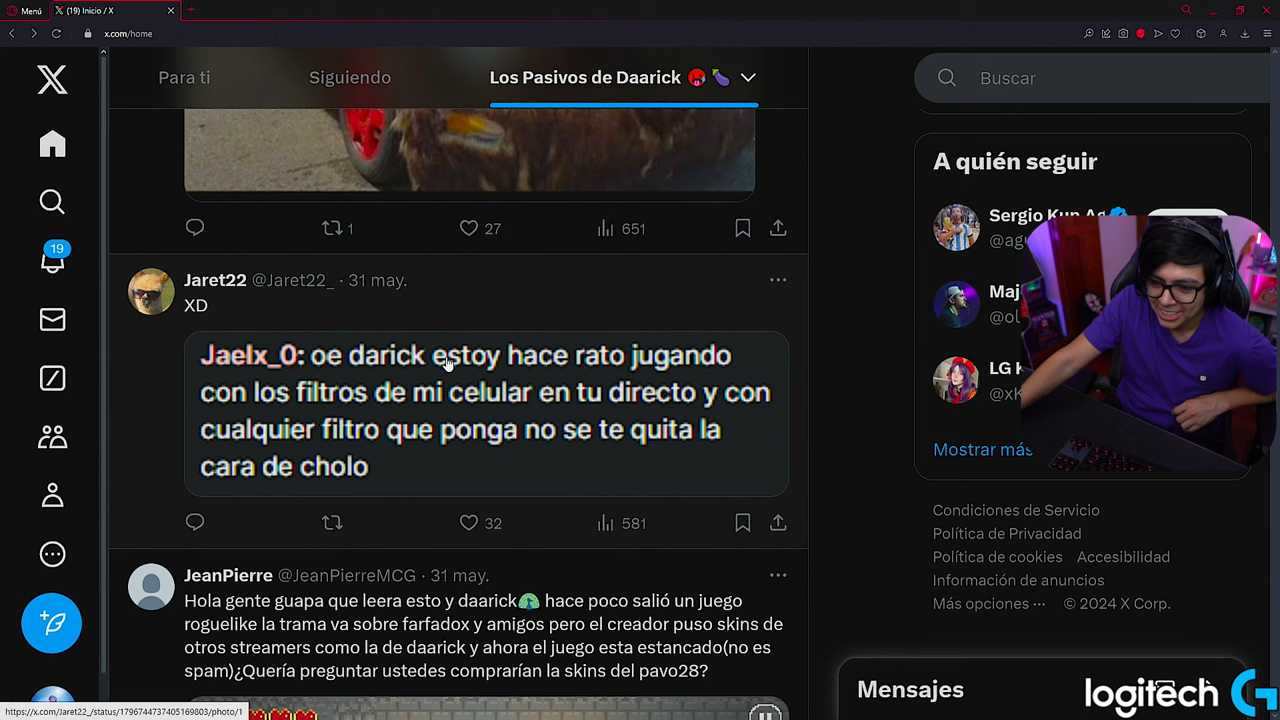 Menú
(19) Inicio / X
x.com/home
Para ti
Siguiendo
Los Pasivos de Daarick 🥵 🍆
Buscar
1
27
651
A quién seguir
Sergio Kun Ag
Jaret22 @Jaret22_ · 31 may.
XD
Jaelx_0: oe darick estoy hace rato jugando
con los filtros de mi celular en tu directo y con
cualquier filtro que ponga no se te quita la
cara de cholo
19
Maj
@ol
LG K
@xK
Mostrar más
32
581
Condiciones de Servicio
Política de Privacidad
Política de cookies Accesibilidad
Información de anuncios
Más opciones ··· © 2024 X Corp.
JeanPierre @JeanPierreMCG · 31 may.
Hola gente guapa que leera esto y daarick🦚 hace poco salió un juego
roguelike la trama va sobre farfadox y amigos pero el creador puso skins de
otros streamers como la de daarick y ahora el juego esta estancado(no es
spam)¿Quería preguntar ustedes comprarían la skins del pavo28?
Mensajes
logitech G
https://x.com/Jaret22_/status/1796744737405169803/photo/1